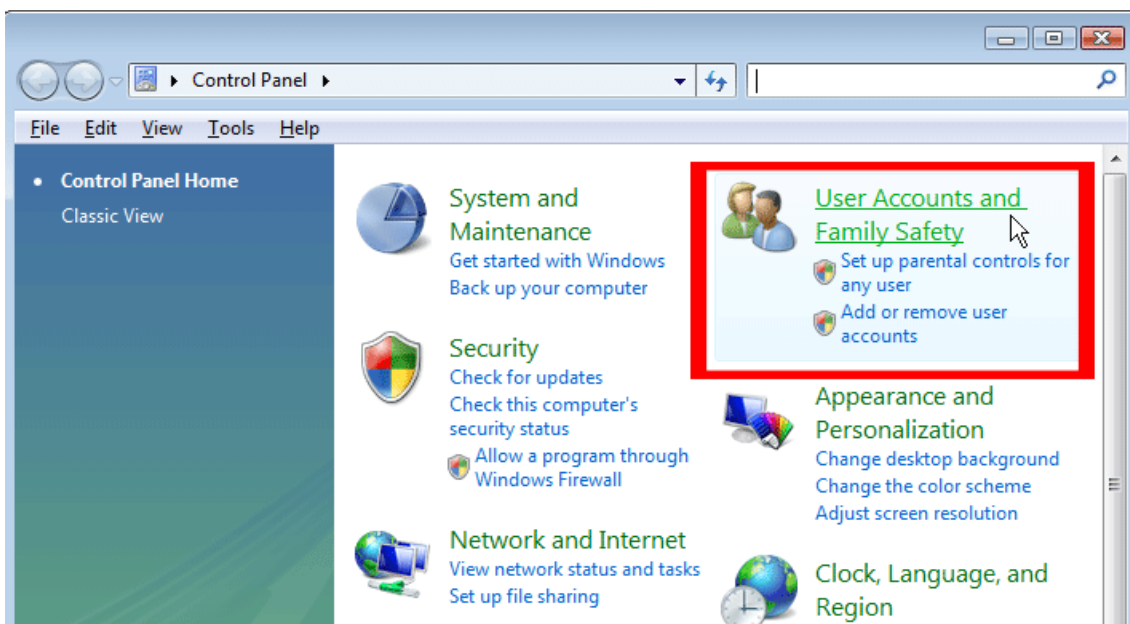 Control Panel
File Edit View Tools Help
Control Panel Home
Classic View
System and
Maintenance
Get started with Windows
Back up your computer
Security
Check for updates
Check this computer's
security status
Allow a program through
Windows Firewall
Network and Internet
View network status and tasks
Set up file sharing
User Accounts and
Family Safety
Set up parental controls for
any user
Add or remove user
accounts
Appearance and
Personalization
Change desktop background
Change the color scheme
Adjust screen resolution
Clock, Language, and
Region